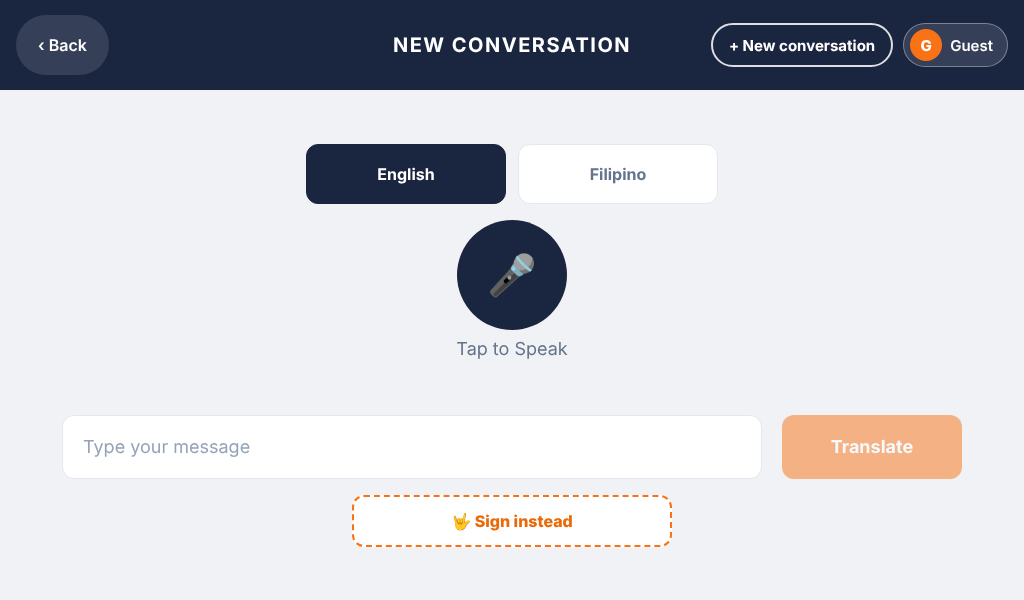 ‹ Back
NEW CONVERSATION
+ New conversation
G Guest
English
Filipino
Tap to Speak
Type your message
Translate
🤟 Sign instead